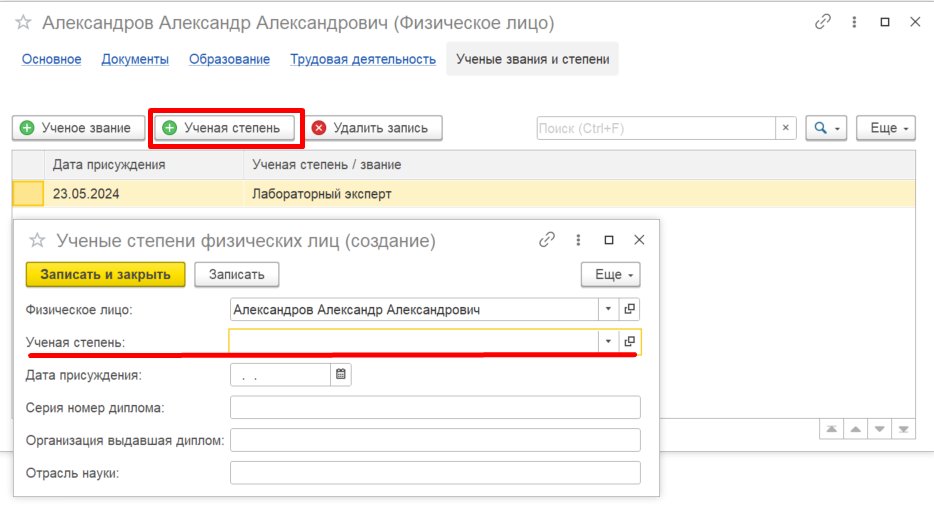 Александров Александр Александрович (Физическое лицо)
Основное Документы Образование Трудовая деятельность Ученые звания и степени
Ученое звание Ученая степень Удалить запись Поиск (Ctrl+F) × Еще
Дата присуждения Ученая степень / звание
23.05.2024 Лабораторный эксперт
Ученые степени физических лиц (создание)
Записать и закрыть Записать Еще
Физическое лицо: Александров Александр Александрович
Ученая степень:
Дата присуждения: . .
Серия номер диплома:
Организация выдавшая диплом:
Отрасль науки: